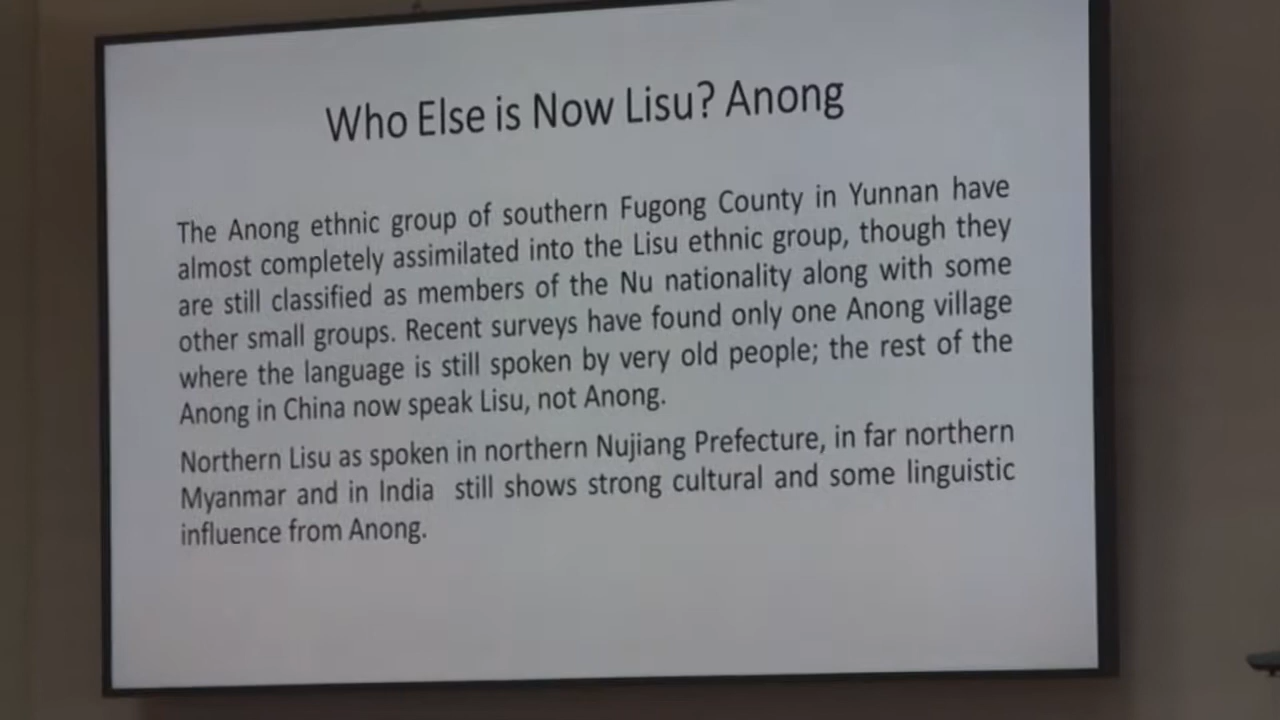 Who Else is Now Lisu? Anong
The Anong ethnic group of southern Fugong County in Yunnan have
almost completely assimilated into the Lisu ethnic group, though they
are still classified as members of the Nu nationality along with some
other small groups. Recent surveys have found only one Anong village
where the language is still spoken by very old people; the rest of the
Anong in China now speak Lisu, not Anong.
Northern Lisu as spoken in northern Nujiang Prefecture, in far northern
Myanmar and in India  still shows strong cultural and some linguistic
influence from Anong.